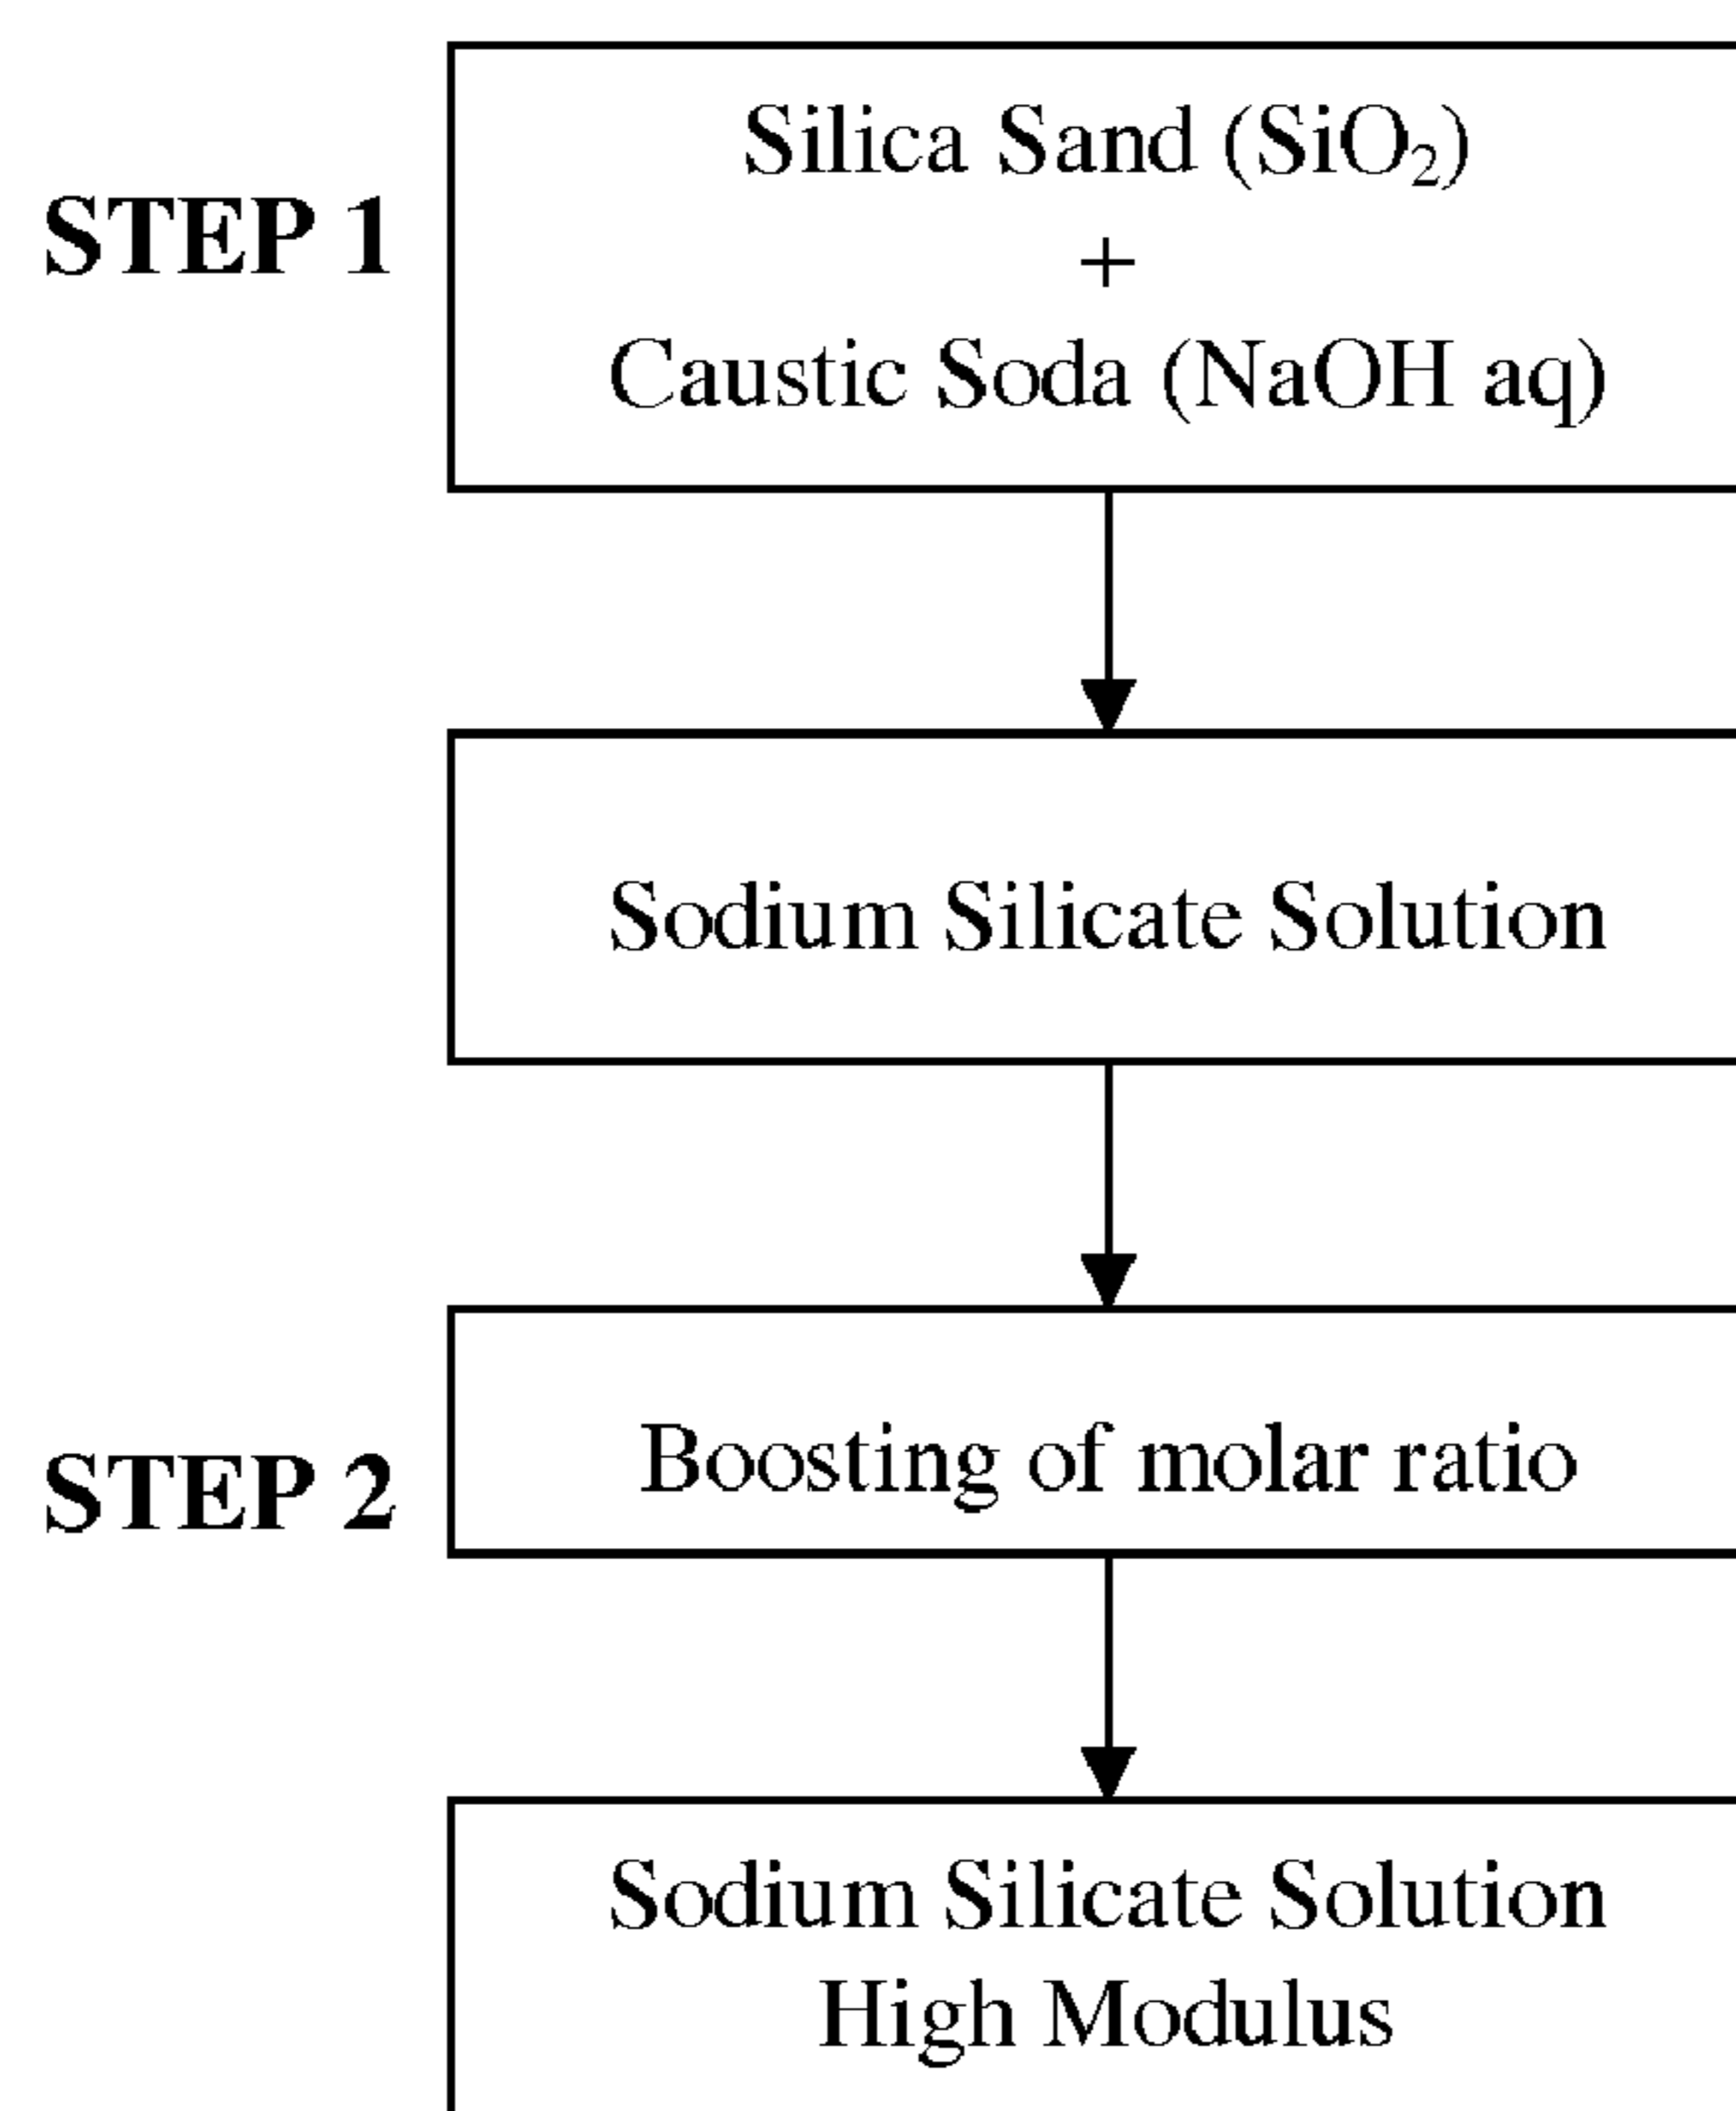 STEP 1
Silica Sand (SiO₂)
+
Caustic Soda (NaOH aq)
Sodium Silicate Solution
STEP 2
Boosting of molar ratio
Sodium Silicate Solution
High Modulus